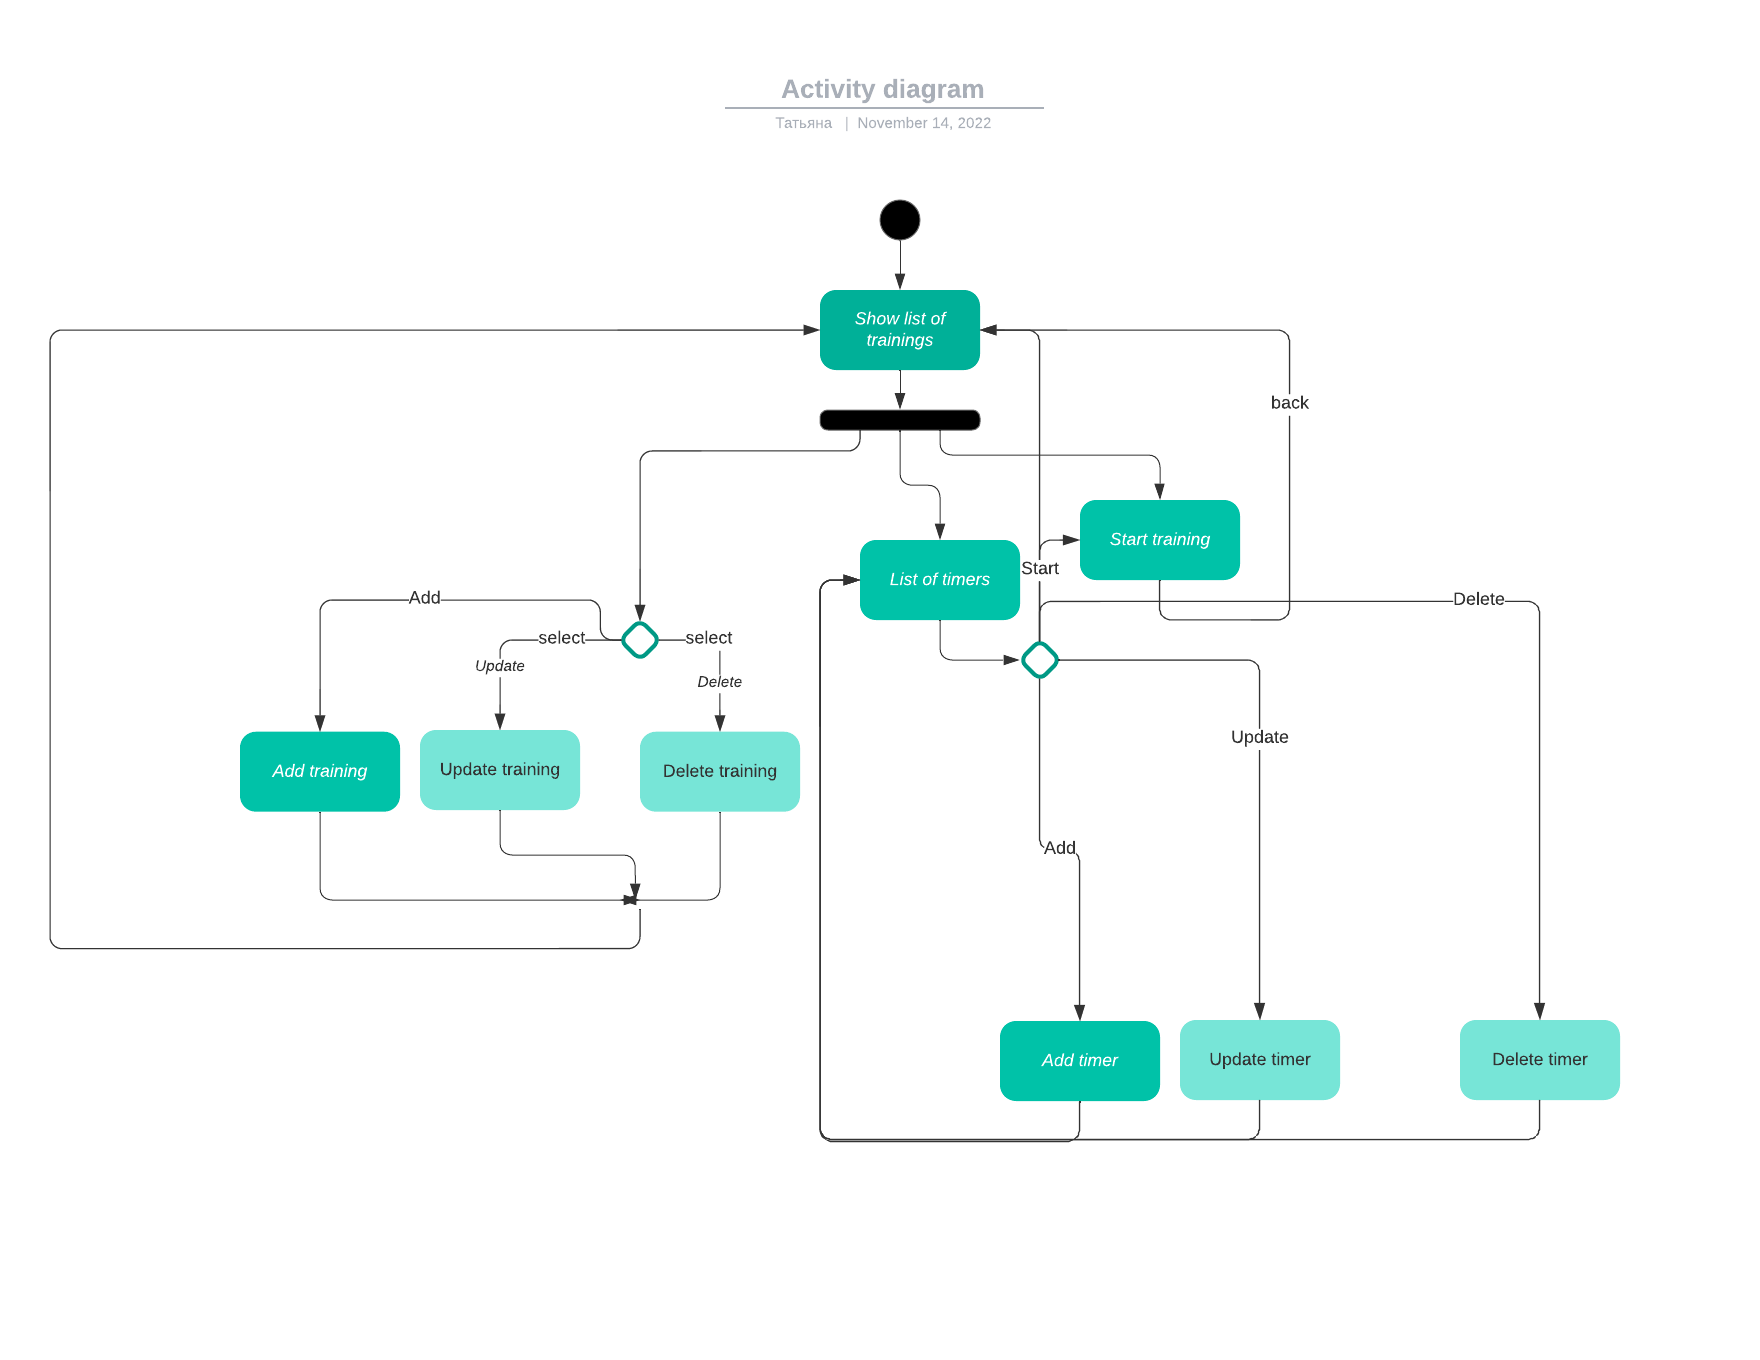 Activity diagram
Татьяна | November 14, 2022
Show list of
trainings
back
Start training
Start
List of timers
Add
Delete
select
select
Update
Delete
Update
Add training
Update training
Delete training
Add
Add timer
Update timer
Delete timer